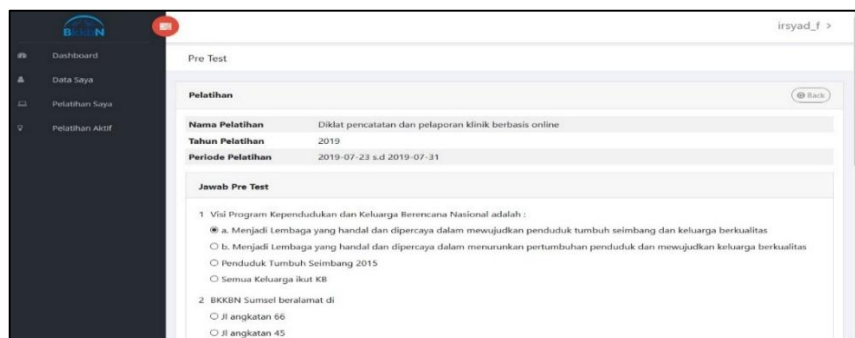 BkkbN
irsyad_f >
Dashboard
Data Saya
Pelatihan Saya
Pelatihan Aktif
Pre Test
Pelatihan
Back
Nama Pelatihan Diklat pencatatan dan pelaporan klinik berbasis online
Tahun Pelatihan 2019
Periode Pelatihan 2019-07-23 s.d 2019-07-31
Jawab Pre Test
1 Visi Program Kependudukan dan Keluarga Berencana Nasional adalah :
a. Menjadi Lembaga yang handal dan dipercaya dalam mewujudkan penduduk tumbuh seimbang dan keluarga berkualitas
b. Menjadi Lembaga yang handal dan dipercaya dalam menurunkan pertumbuhan penduduk dan mewujudkan keluarga berkualitas
Penduduk Tumbuh Seimbang 2015
Semua Keluarga ikut KB
2 BKKBN Sumsel beralamat di
Jl angkatan 66
Jl angkatan 45